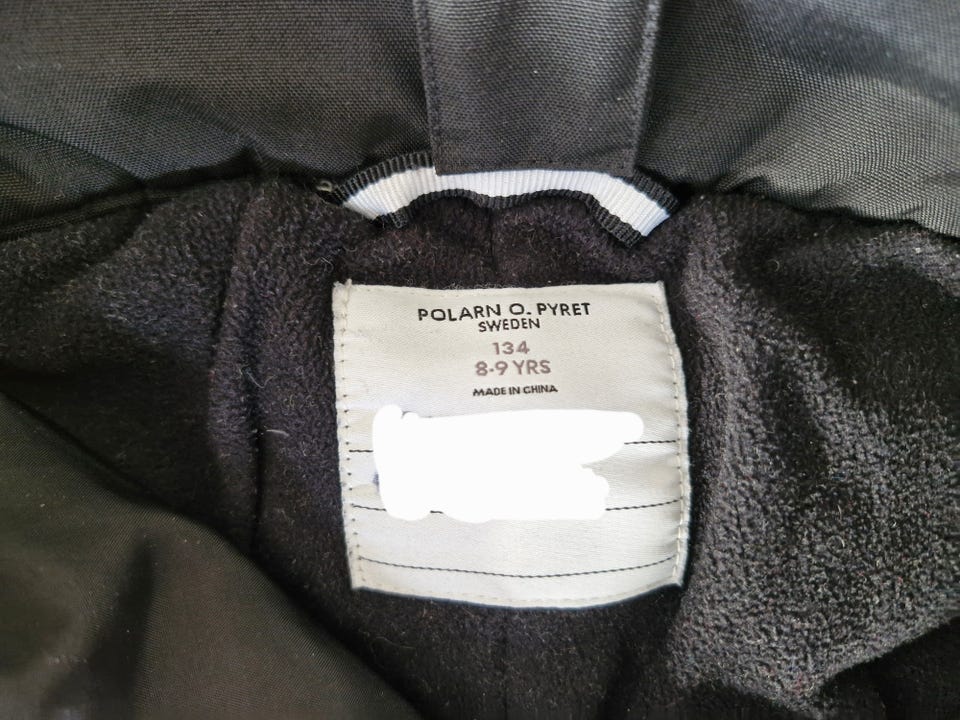 POLARN O. PYRET
SWEDEN
134
8-9 YRS
MADE IN CHINA